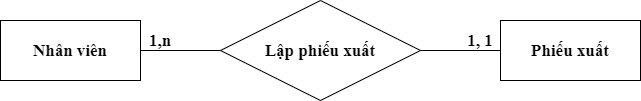 Nhân viên
1,n
Lập phiếu xuất
1, 1
Phiếu xuất